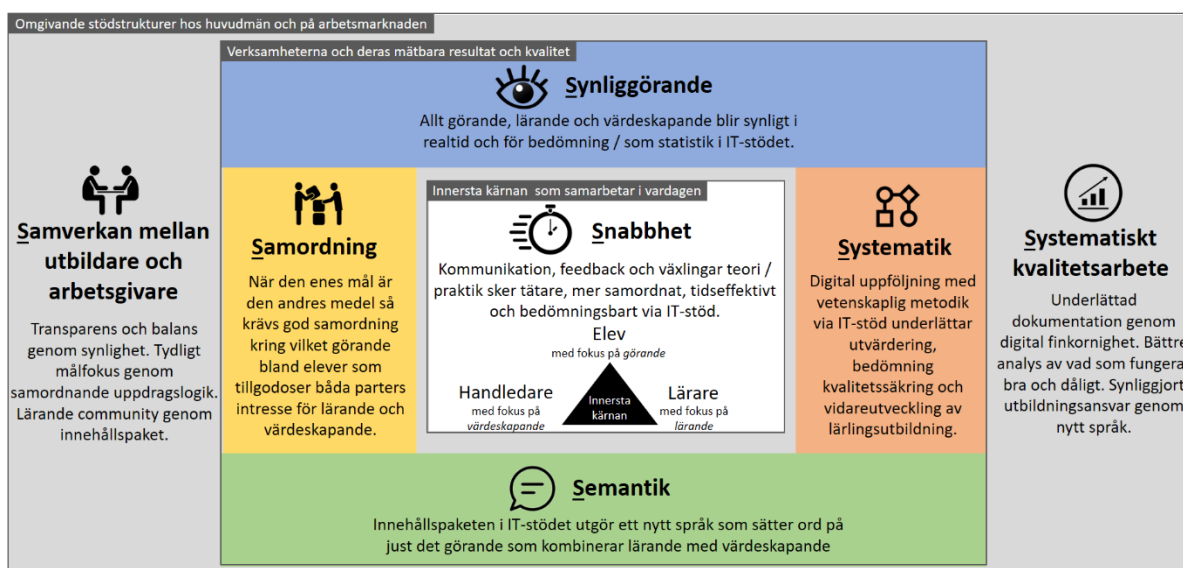 Omgivande stödstrukturer hos huvudmän och på arbetsmarknaden
Verksamheterna och deras mätbara resultat och kvalitet
Synliggörande
Allt görande, lärande och värdeskapande blir synligt i
realtid och för bedömning / som statistik i IT-stödet.
Samverkan mellan
utbildare och
arbetsgivare
Transparens och balans
genom synlighet. Tydligt
målfokus genom
samordnande uppdragslogik.
Lärande community genom
innehållspaket.
Samordning
När den enes mål är
den andres medel så
krävs god samordning
kring vilket görande
bland elever som
tillgodoser båda parters
intresse för lärande och
värdeskapande.
Innersta kärnan som samarbetar i vardagen
Snabbhet
Kommunikation, feedback och växlingar teori /
praktik sker tätare, mer samordnat, tidseffektivt
och bedömningsbart via IT-stöd.
Elev
med fokus på görande
Handledare
med fokus på
värdeskapande
Innersta
kärnan
Lärare
med fokus på
lärande
Systematik
Digital uppföljning med
vetenskaplig metodik
via IT-stöd underlättar
utvärdering,
bedömning
kvalitetssäkring och
vidareutveckling av
lärlingsutbildning.
Systematiskt
kvalitetsarbete
Underlättad
dokumentation genom
digital finkornighet. Bättre
analys av vad som fungerar
bra och dåligt. Synliggjort
utbildningsansvar genom
nytt språk.
Semantik
Innehållspaketen i IT-stödet utgör ett nytt språk som sätter ord på
just det görande som kombinerar lärande med värdeskapande